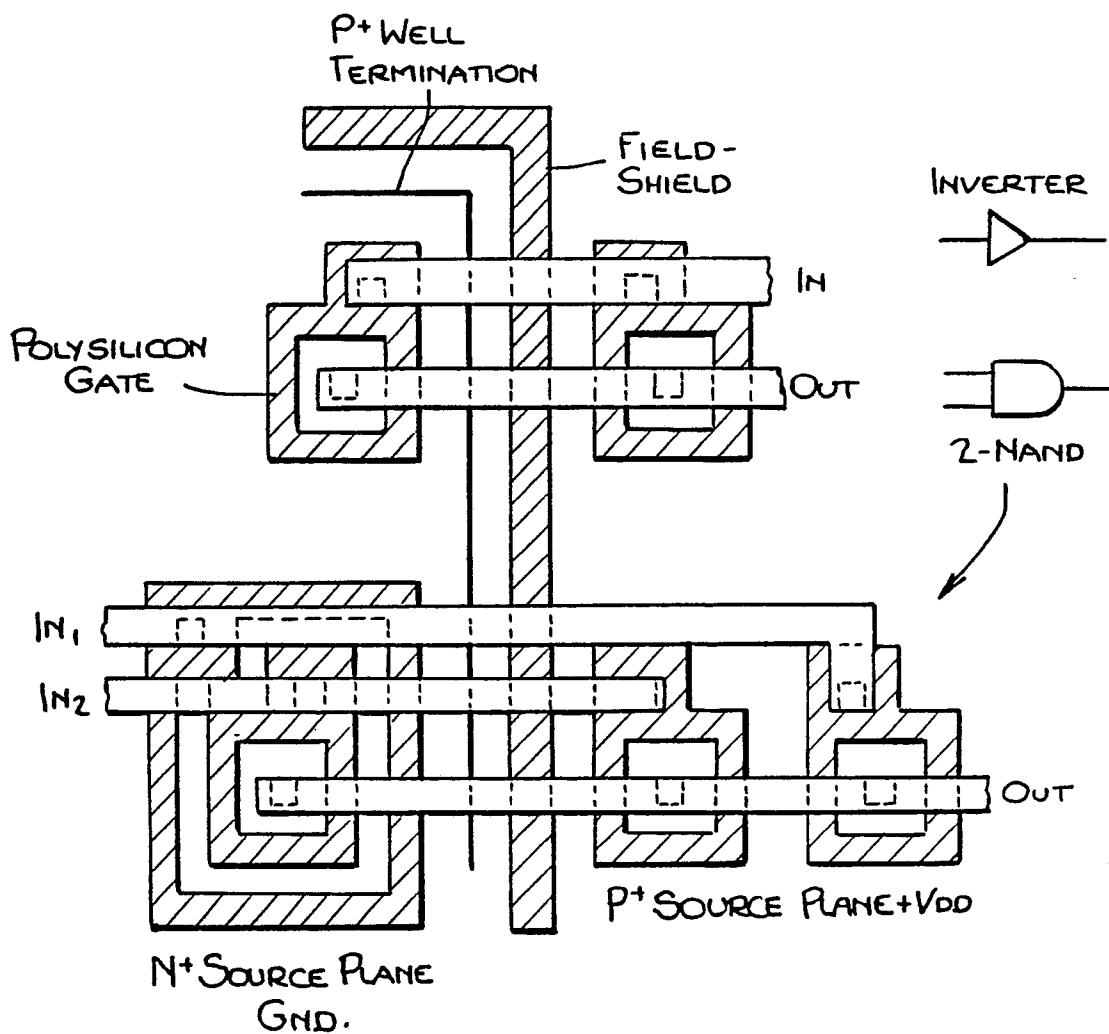 P+ WELL
TERMINATION
FIELD-
SHIELD
INVERTER
IN
POLYSILICON
GATE
OUT
2-NAND
IN1
IN2
OUT
P+ SOURCE PLANE+VDD
N+ SOURCE PLANE
GND.